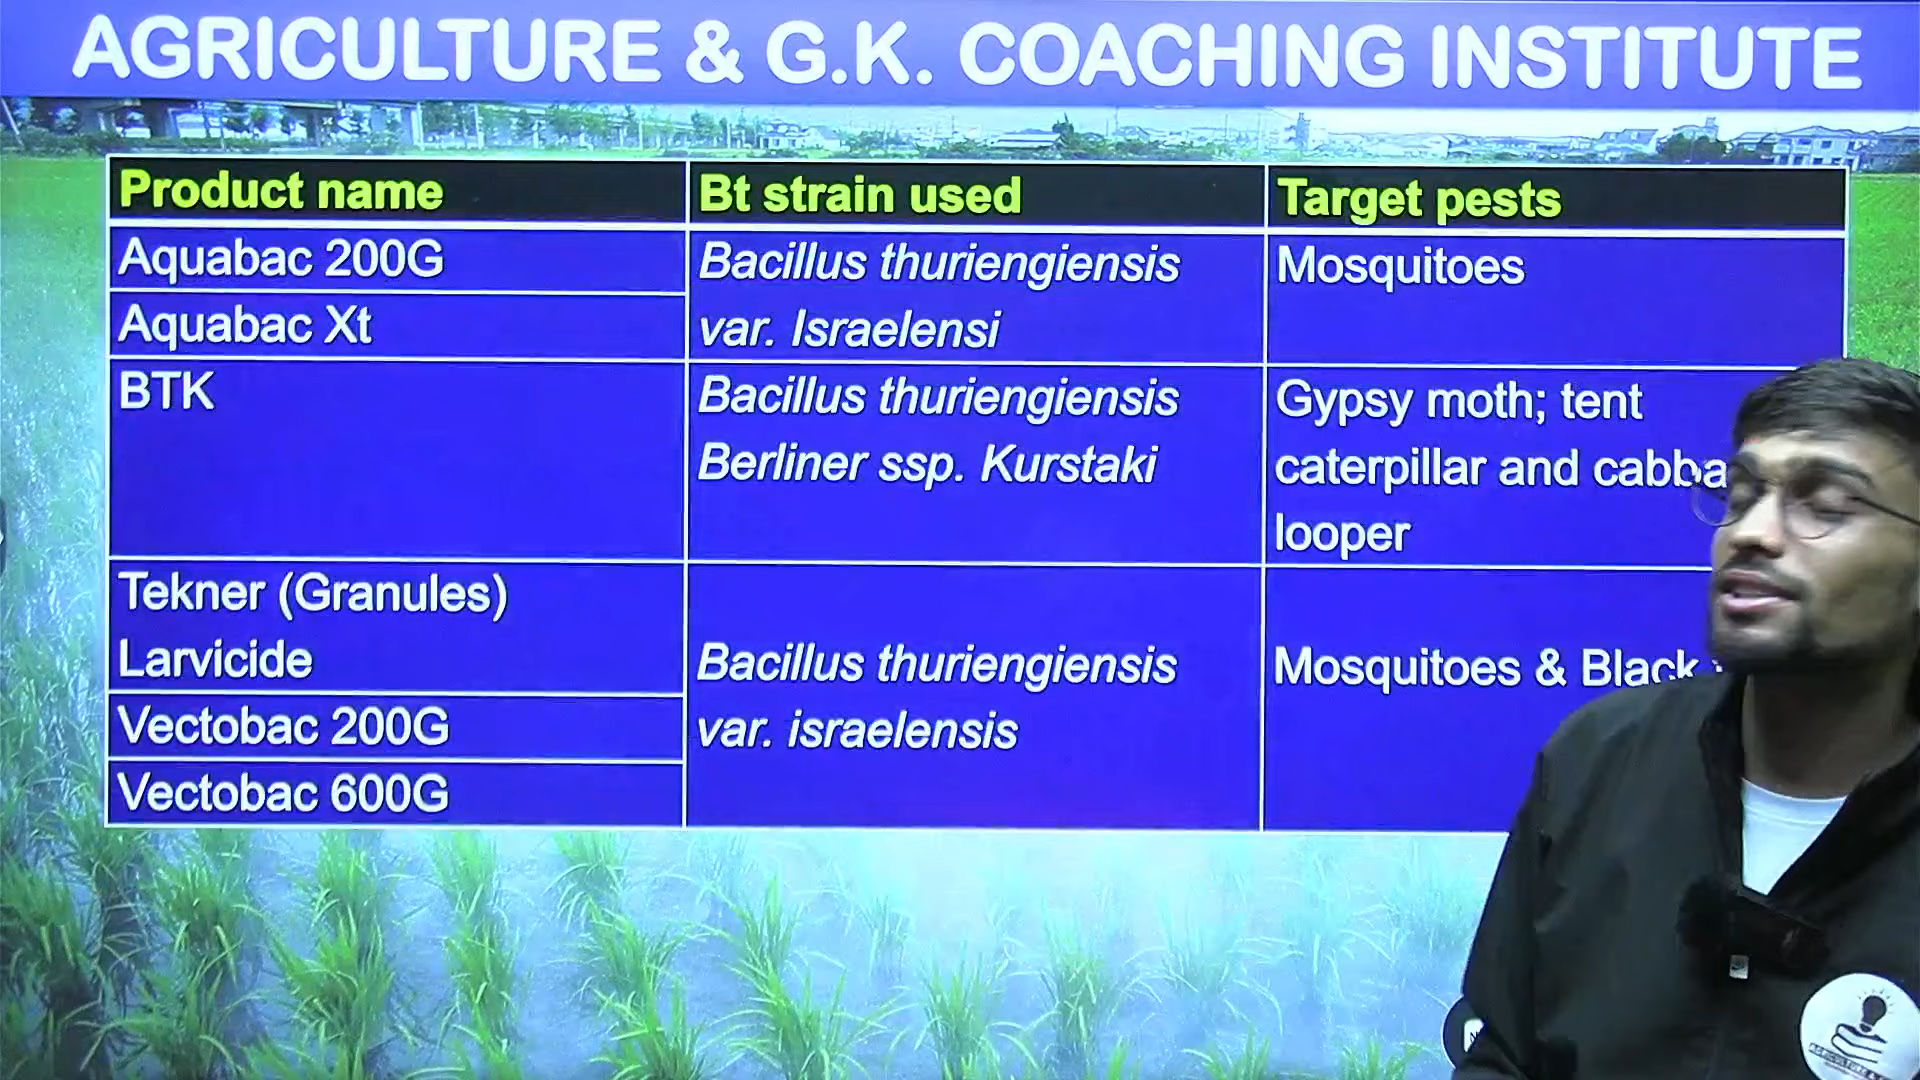 AGRICULTURE & G.K. COACHING INSTITUTE
Product name
Bt strain used
Target pests
Aquabac 200G
Aquabac Xt
Bacillus thuriengiensis
var. Israelensi
Mosquitoes
BTK
Bacillus thuriengiensis
Berliner ssp. Kurstaki
Gypsy moth; tent
caterpillar and
looper
Tekner (Granules)
Larvicide
Vectobac 200G
Vectobac 600G
Bacillus thuriengiensis
var. israelensis
Mosquitoes & Black